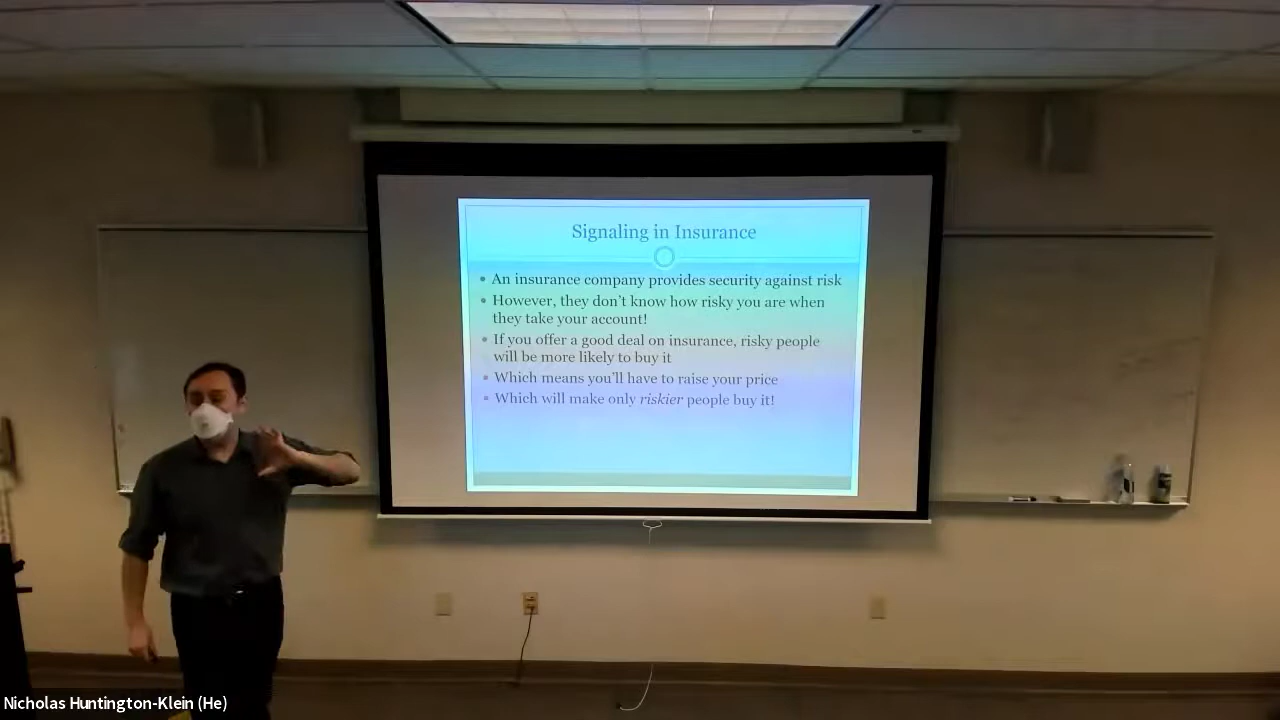 Signaling in Insurance
• An insurance company provides security against risk
• However, they don't know how risky you are when
they take your account!
• If you offer a good deal on insurance, risky people
will be more likely to buy it
• Which means you'll have to raise your price
• Which will make only riskier people buy it!
Nicholas Huntington-Klein (He)